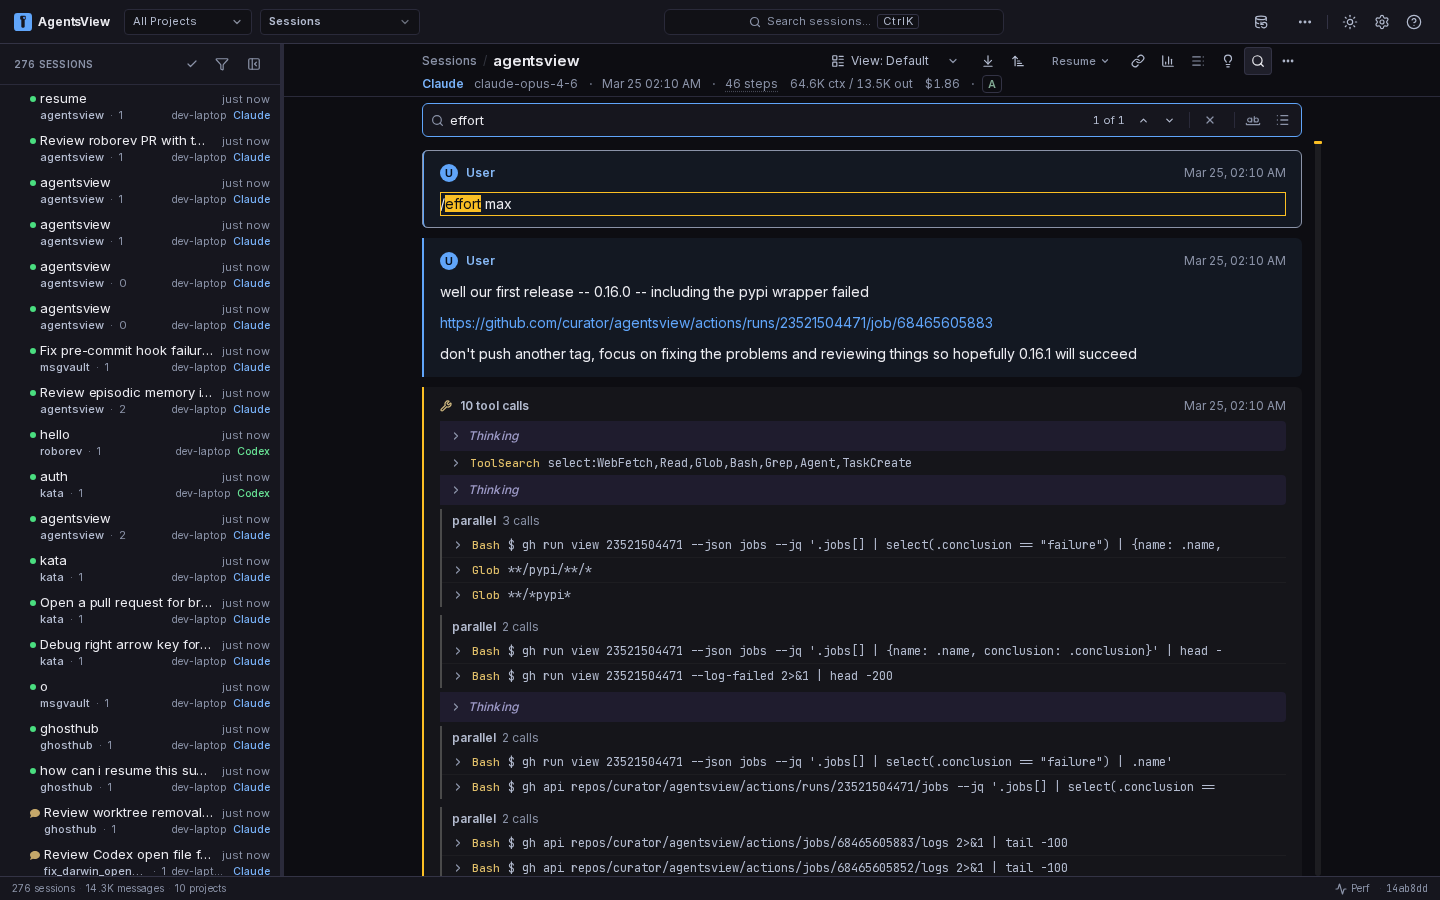 AgentsView
All Projects
Sessions
Search sessions...
CtrlK
276 SESSIONS
resume just now
agentsview · 1 dev-laptop Claude
Review roborev PR with t... just now
agentsview · 1 dev-laptop Claude
agentsview just now
agentsview · 1 dev-laptop Claude
agentsview just now
agentsview · 1 dev-laptop Claude
agentsview just now
agentsview · 0 dev-laptop Claude
agentsview just now
agentsview · 0 dev-laptop Claude
Fix pre-commit hook failur... just now
msgvault · 1 dev-laptop Claude
Review episodic memory i... just now
agentsview · 2 dev-laptop Claude
hello just now
roborev · 1 dev-laptop Codex
auth just now
kata · 1 dev-laptop Codex
agentsview just now
agentsview · 2 dev-laptop Claude
kata just now
kata · 1 dev-laptop Claude
Open a pull request for br... just now
kata · 1 dev-laptop Claude
Debug right arrow key for... just now
kata · 1 dev-laptop Claude
o just now
msgvault · 1 dev-laptop Claude
ghosthub just now
ghosthub · 1 dev-laptop Claude
how can i resume this su... just now
ghosthub · 1 dev-laptop Claude
Review worktree removal... just now
ghosthub · 1 dev-laptop Claude
Review Codex open file f... just now
fix_darwin_open... · 1 dev-lapt... Claude
Sessions / agentsview
View: Default
Resume
Claude claude-opus-4-6 · Mar 25 02:10 AM · 46 steps 64.6K ctx / 13.5K out $1.86 · A
effort
1 of 1
ab
U User Mar 25, 02:10 AM
/effort max
U User Mar 25, 02:10 AM
well our first release -- 0.16.0 -- including the pypi wrapper failed
https://github.com/curator/agentsview/actions/runs/23521504471/job/68465605883
don't push another tag, focus on fixing the problems and reviewing things so hopefully 0.16.1 will succeed
10 tool calls Mar 25, 02:10 AM
Thinking
ToolSearch select:WebFetch,Read,Glob,Bash,Grep,Agent,TaskCreate
Thinking
parallel 3 calls
Bash $ gh run view 23521504471 --json jobs --jq '.jobs[] | select(.conclusion == "failure") | {name: .name,
Glob **/pypi/**/*
Glob **/*pypi*
parallel 2 calls
Bash $ gh run view 23521504471 --json jobs --jq '.jobs[] | {name: .name, conclusion: .conclusion}' | head -
Bash $ gh run view 23521504471 --log-failed 2>&1 | head -200
Thinking
parallel 2 calls
Bash $ gh run view 23521504471 --json jobs --jq '.jobs[] | select(.conclusion == "failure") | .name'
Bash $ gh api repos/curator/agentsview/actions/runs/23521504471/jobs --jq '.jobs[] | select(.conclusion ==
parallel 2 calls
Bash $ gh api repos/curator/agentsview/actions/jobs/68465605883/logs 2>&1 | tail -100
Bash $ gh api repos/curator/agentsview/actions/jobs/68465605852/logs 2>&1 | tail -100
276 sessions · 14.3K messages · 10 projects
Perf 14ab8dd